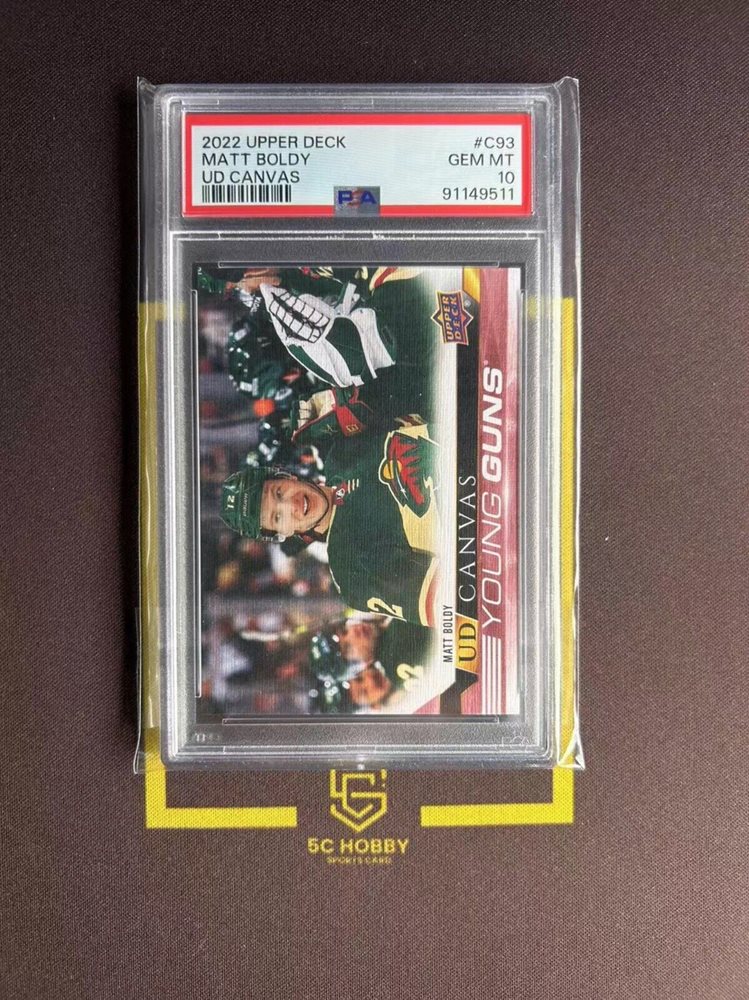 2022 UPPER DECK #C93
MATT BOLDY GEM MT
UD CANVAS 10
PSA 91149511
UPPER DECK
12
MATT BOLDY
UD CANVAS
YOUNG GUNS
5C HOBBY
SPORTS CARD